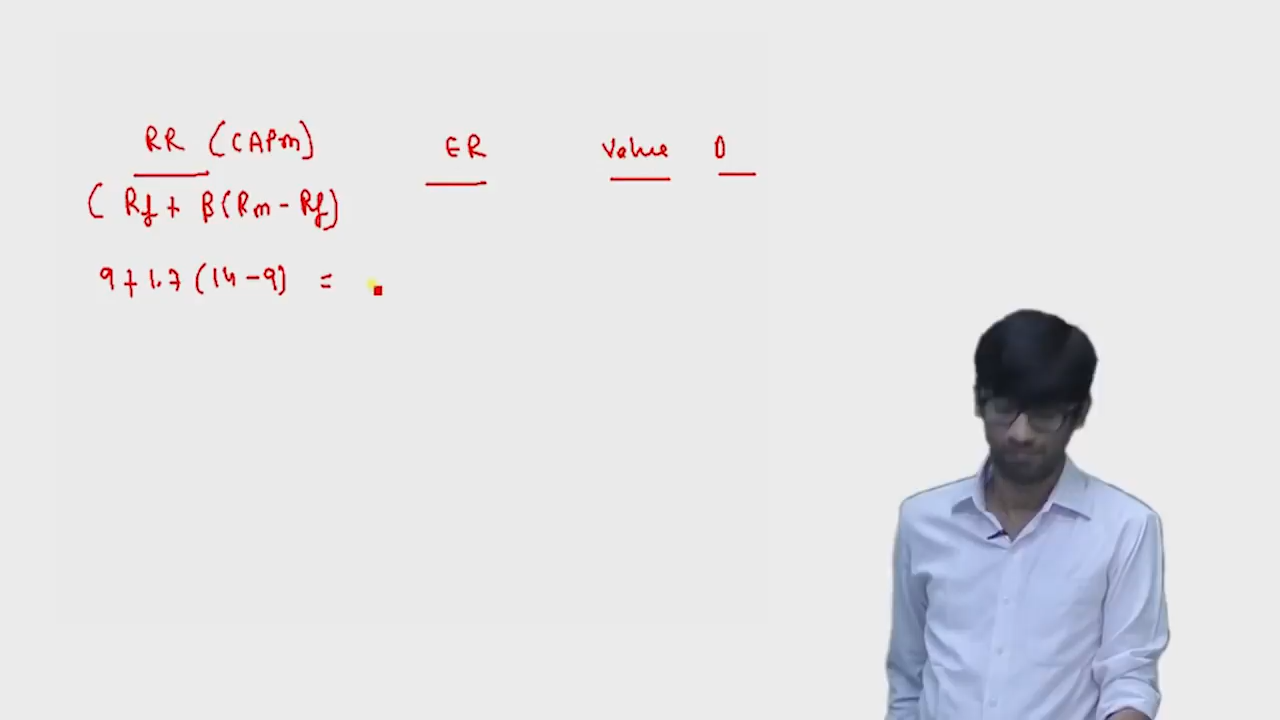 RR (CAPM) ER Value D
(Rf + β(Rm - Rf)
9 + 1.7 (14 - 9) =